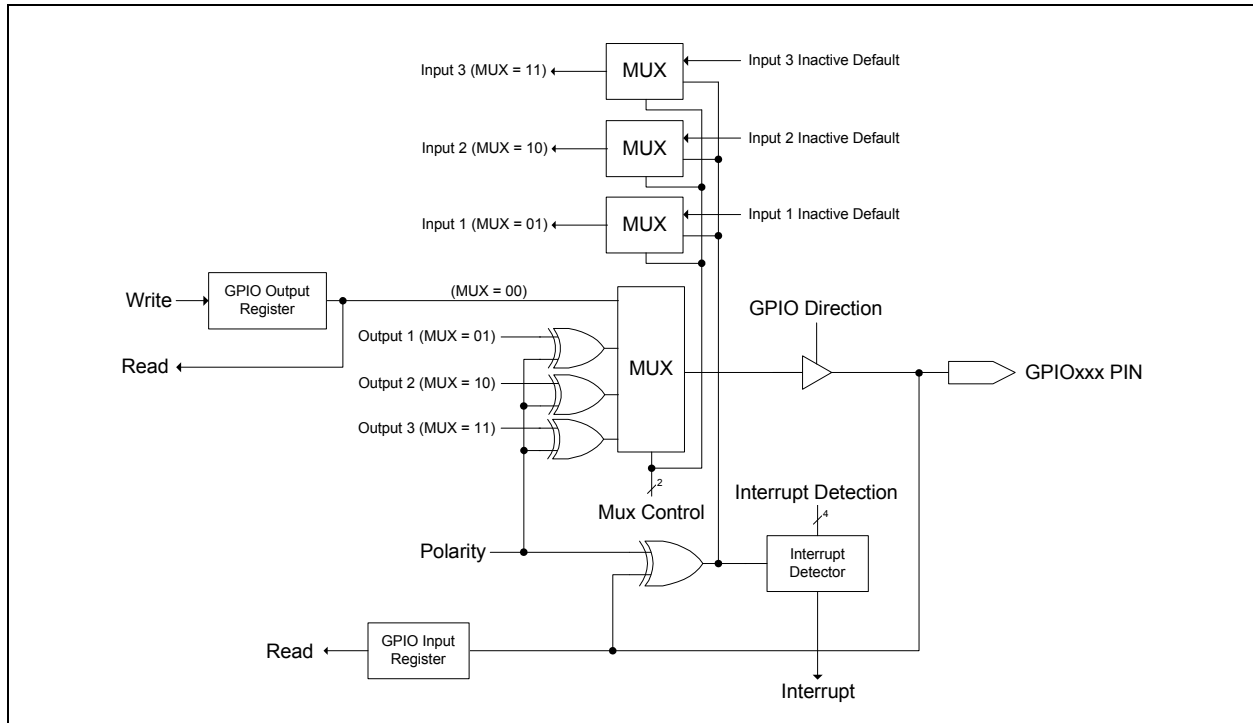 Input 3 (MUX = 11)
MUX
Input 3 Inactive Default
Input 2 (MUX = 10)
MUX
Input 2 Inactive Default
Input 1 (MUX = 01)
MUX
Input 1 Inactive Default
Write
GPIO Output
Register
(MUX = 00)
GPIO Direction
Output 1 (MUX = 01)
Read
MUX
GPIOxxx PIN
Output 2 (MUX = 10)
Output 3 (MUX = 11)
2
Mux Control
Interrupt Detection
4
Polarity
Interrupt
Detector
GPIO Input
Register
Read
Interrupt